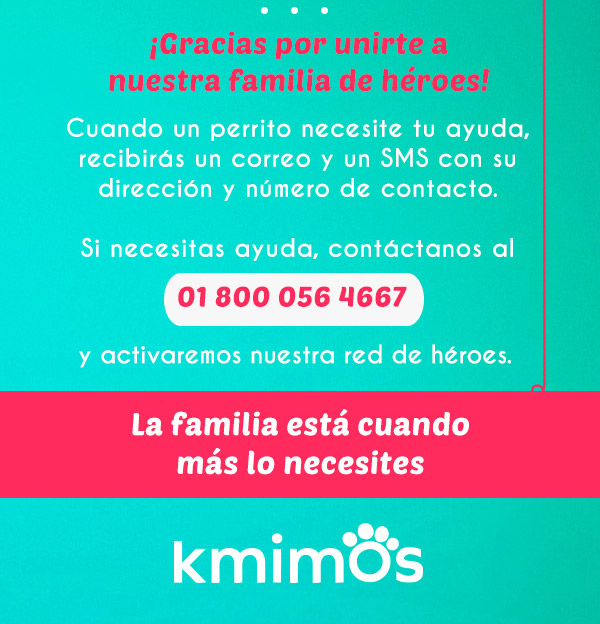 ¡Gracias por unirte a
nuestra familia de héroes!
Cuando un perrito necesite tu ayuda,
recibirás un correo y un SMS con su
dirección y número de contacto.
Si necesitas ayuda, contáctanos al
01 800 056 4667
y activaremos nuestra red de héroes.
La familia está cuando
más lo necesites
kmimos